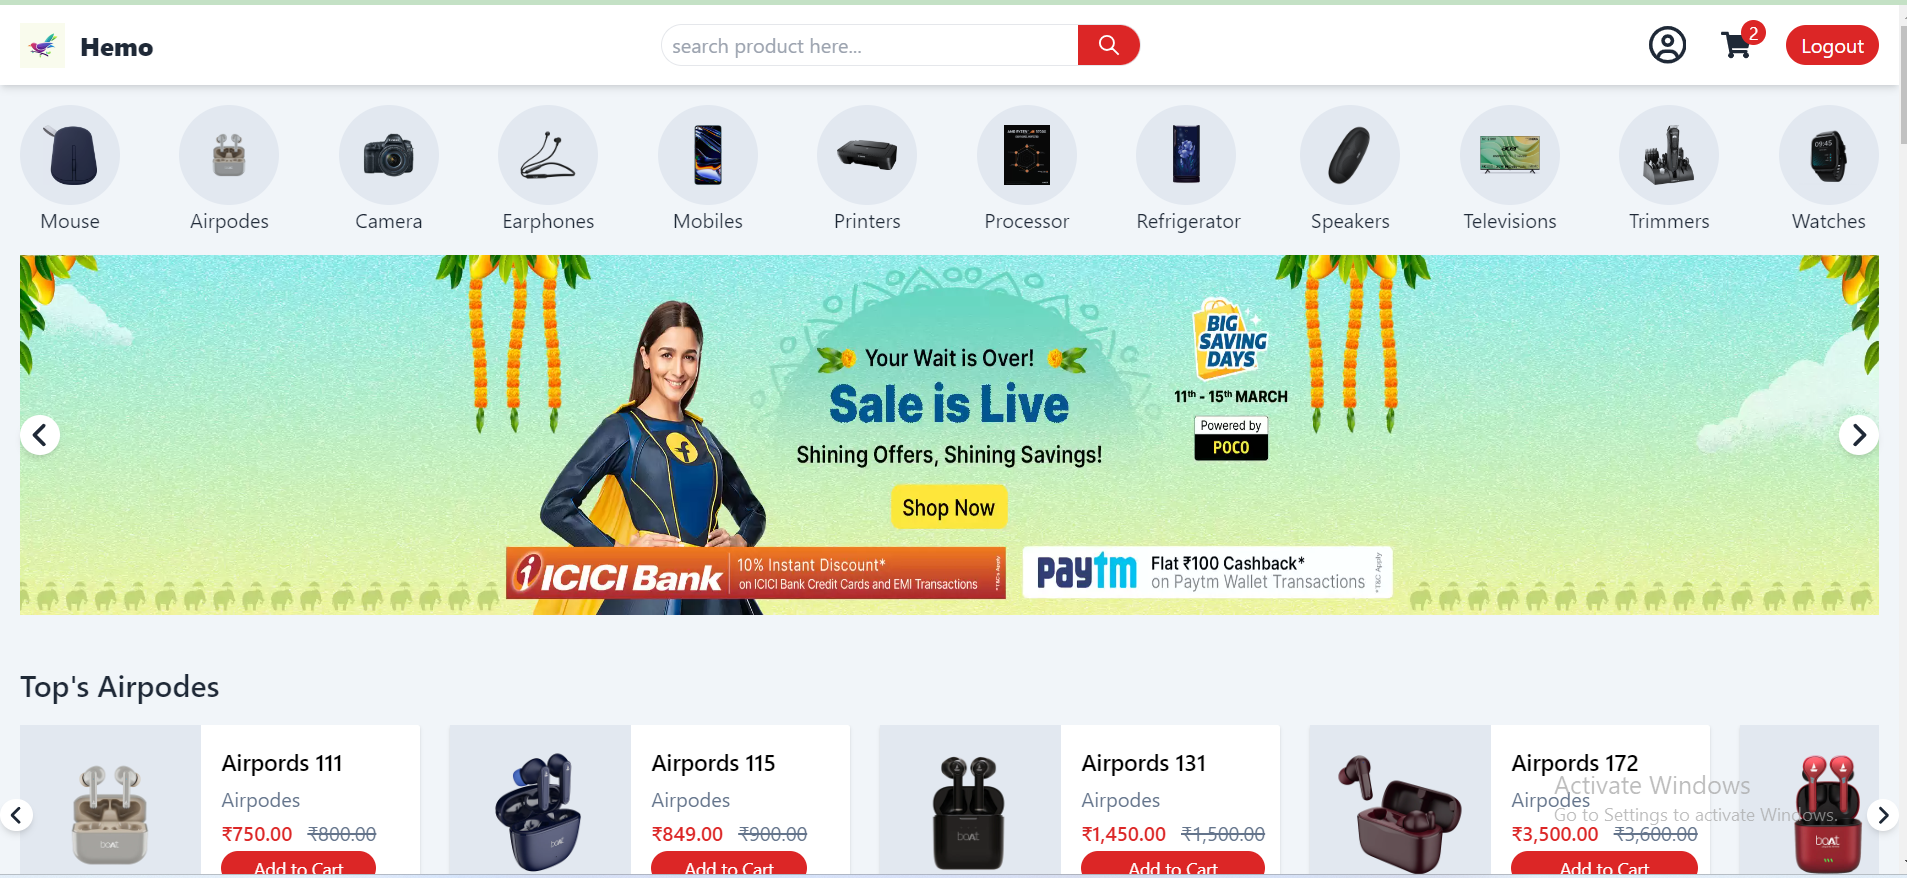 Hemo
search product here...
2
Logout
Mouse
Airpodes
Camera
Earphones
Mobiles
Printers
Processor
Refrigerator
Speakers
Televisions
Trimmers
Watches
Your Wait is Over!
Sale is Live
Shining Offers, Shining Savings!
Shop Now
BIG
SAVING
DAYS
11th - 15th MARCH
Powered by
POCO
ICICI Bank
10% Instant Discount*
on ICICI Bank Credit Cards and EMI Transactions
*T&C's Apply
paytm
Flat ₹100 Cashback*
on Paytm Wallet Transactions
*T&C Apply
Top's Airpodes
boAt
Airpords 111
Airpodes
₹750.00 ₹800.00
Add to Cart
boAt
Airpords 115
Airpodes
₹849.00 ₹900.00
Add to Cart
boAt
Airpords 131
Airpodes
₹1,450.00 ₹1,500.00
Add to Cart
Airpords 172
Airpodes
₹3,500.00 ₹3,600.00
Add to Cart
boAt
Activate Windows
Go to Settings to activate Windows.